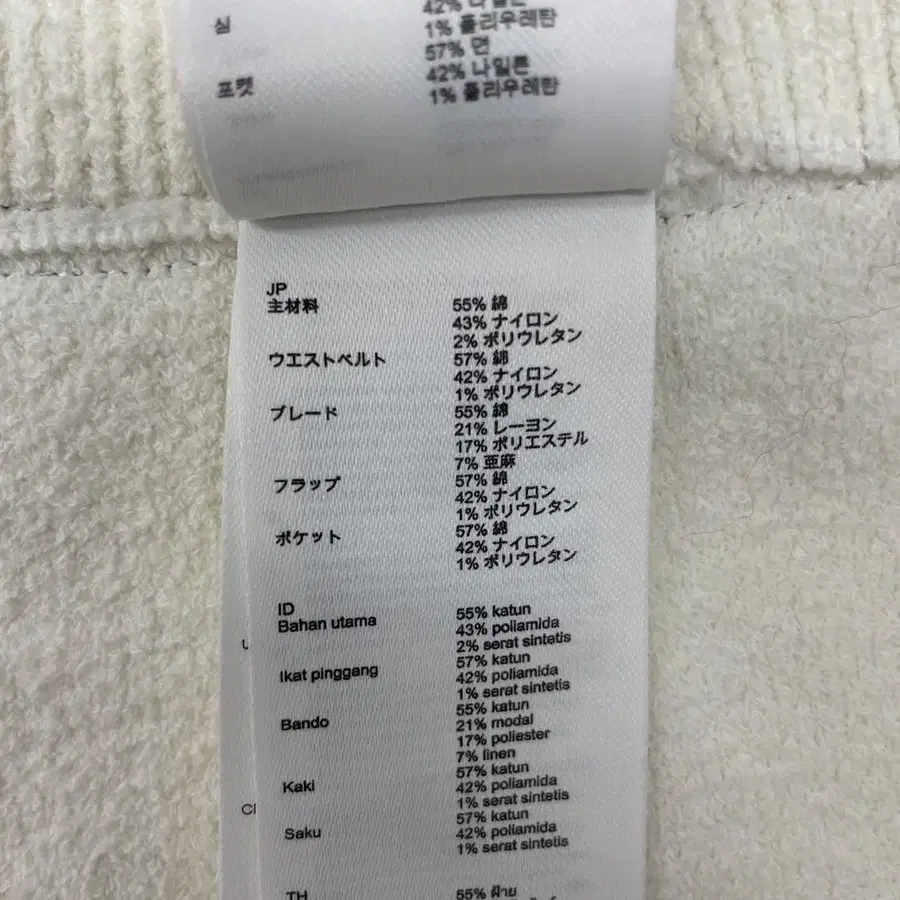 42% 나일론
심 1% 폴리우레탄
57% 면
포켓 42% 나일론
1% 폴리우레탄
JP
主材料 55% 綿
43% ナイロン
2% ポリウレタン
ウエストベルト 57% 綿
42% ナイロン
1% ポリウレタン
ブレード 55% 綿
21% レーヨン
17% ポリエステル
7% 亜麻
フラップ 57% 綿
42% ナイロン
1% ポリウレタン
ポケット 57% 綿
42% ナイロン
1% ポリウレタン
ID
Bahan utama 55% katun
43% poliamida
2% serat sintetis
Ikat pinggang 57% katun
42% poliamida
1% serat sintetis
Bando 55% katun
21% modal
17% poliester
7% linen
Kaki 57% katun
42% poliamida
1% serat sintetis
Saku 57% katun
42% poliamida
1% serat sintetis
TH 55% ฝ้าย